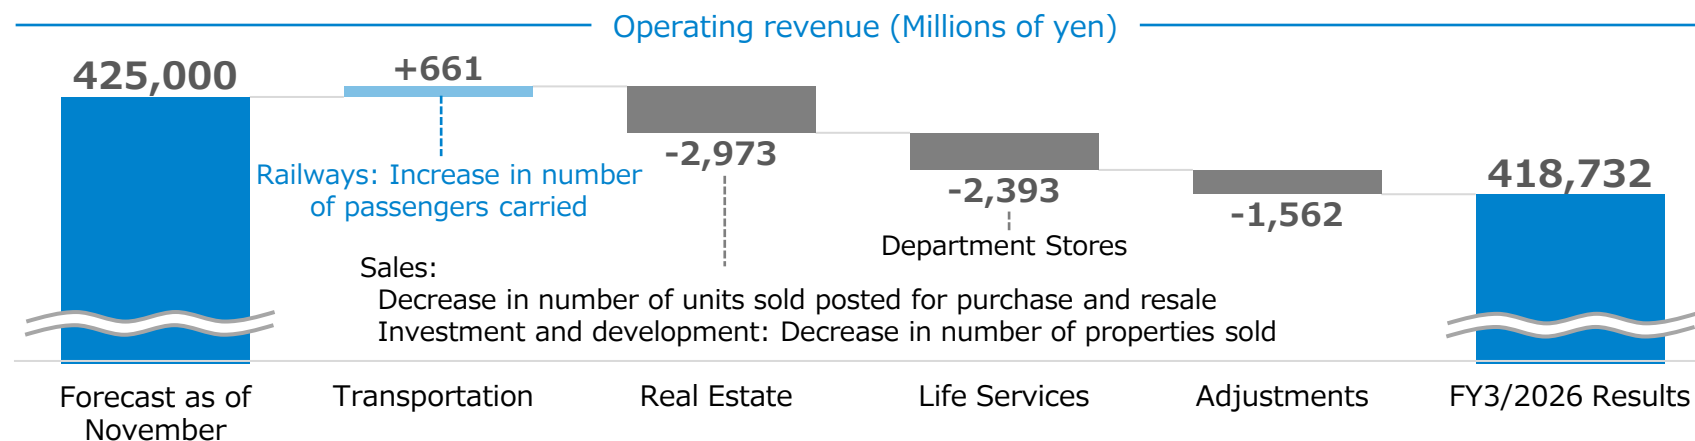 Operating revenue (Millions of yen)
425,000
+661
-2,973
-2,393
-1,562
418,732
Railways: Increase in number
of passengers carried
Department Stores
Sales:
Decrease in number of units sold posted for purchase and resale
Investment and development: Decrease in number of properties sold
Forecast as of
November
Transportation
Real Estate
Life Services
Adjustments
FY3/2026 Results